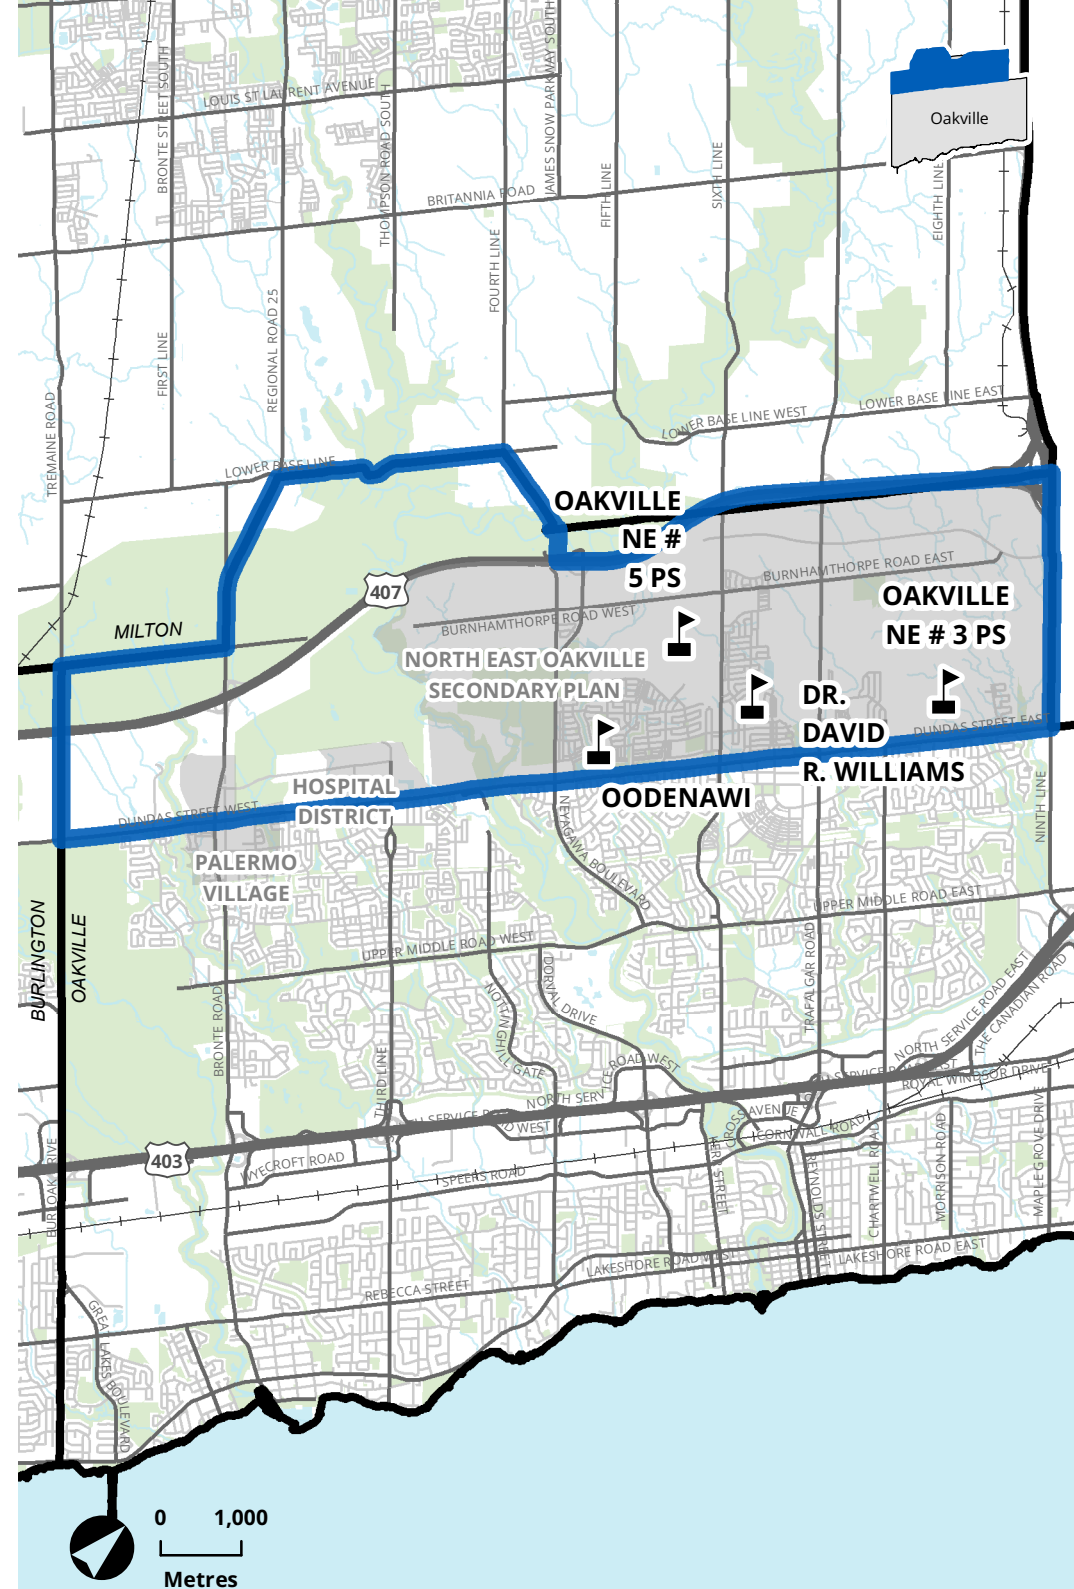 LOUIS ST LAURENT AVENUE
BRONTE STREET SOUTH
THOMPSON ROAD SOUTH
JAMES SNOW PARKWAY SOUTH
Oakville
BRITANNIA ROAD
FIFTH LINE
SIXTH LINE
EIGHTH LINE
FOURTH LINE
REGIONAL ROAD 25
FIRST LINE
TREMAINE ROAD
LOWER BASE LINE WEST
LOWER BASE LINE EAST
LOWER BASE LINE
OAKVILLE
NE #
5 PS
BURNHAMTHORPE ROAD EAST
407
BURNHAMTHORPE ROAD WEST
OAKVILLE
NE # 3 PS
MILTON
NORTH EAST OAKVILLE
SECONDARY PLAN
DR.
DAVID
R. WILLIAMS
DUNDAS STREET EAST
OODENAWI
HOSPITAL
DISTRICT
DUNDAS STREET WEST
PALERMO
VILLAGE
NEYAGAWA BOULEVARD
NINTH LINE
BURLINGTON
OAKVILLE
UPPER MIDDLE ROAD EAST
UPPER MIDDLE ROAD WEST
TRAFALGAR ROAD
DORVAL DRIVE
NOTTINGHILL GATE
BRONTE ROAD
THIRD LINE
NORTH SERVICE ROAD EAST
THE CANADIAN ROAD
ROYAL WINDSOR DRIVE
CROSS AVENUE
CORNWALL ROAD
403
WYECROFT ROAD
SPEERS ROAD
BURLOAK DRIVE
KERR STREET
REYNOLDS STREET
CHARTWELL ROAD
MORRISON ROAD
MAPLE GROVE DRIVE
LAKESHORE ROAD WEST
LAKESHORE ROAD EAST
REBECCA STREET
GREAT LAKES BOULEVARD
0 1,000
Metres